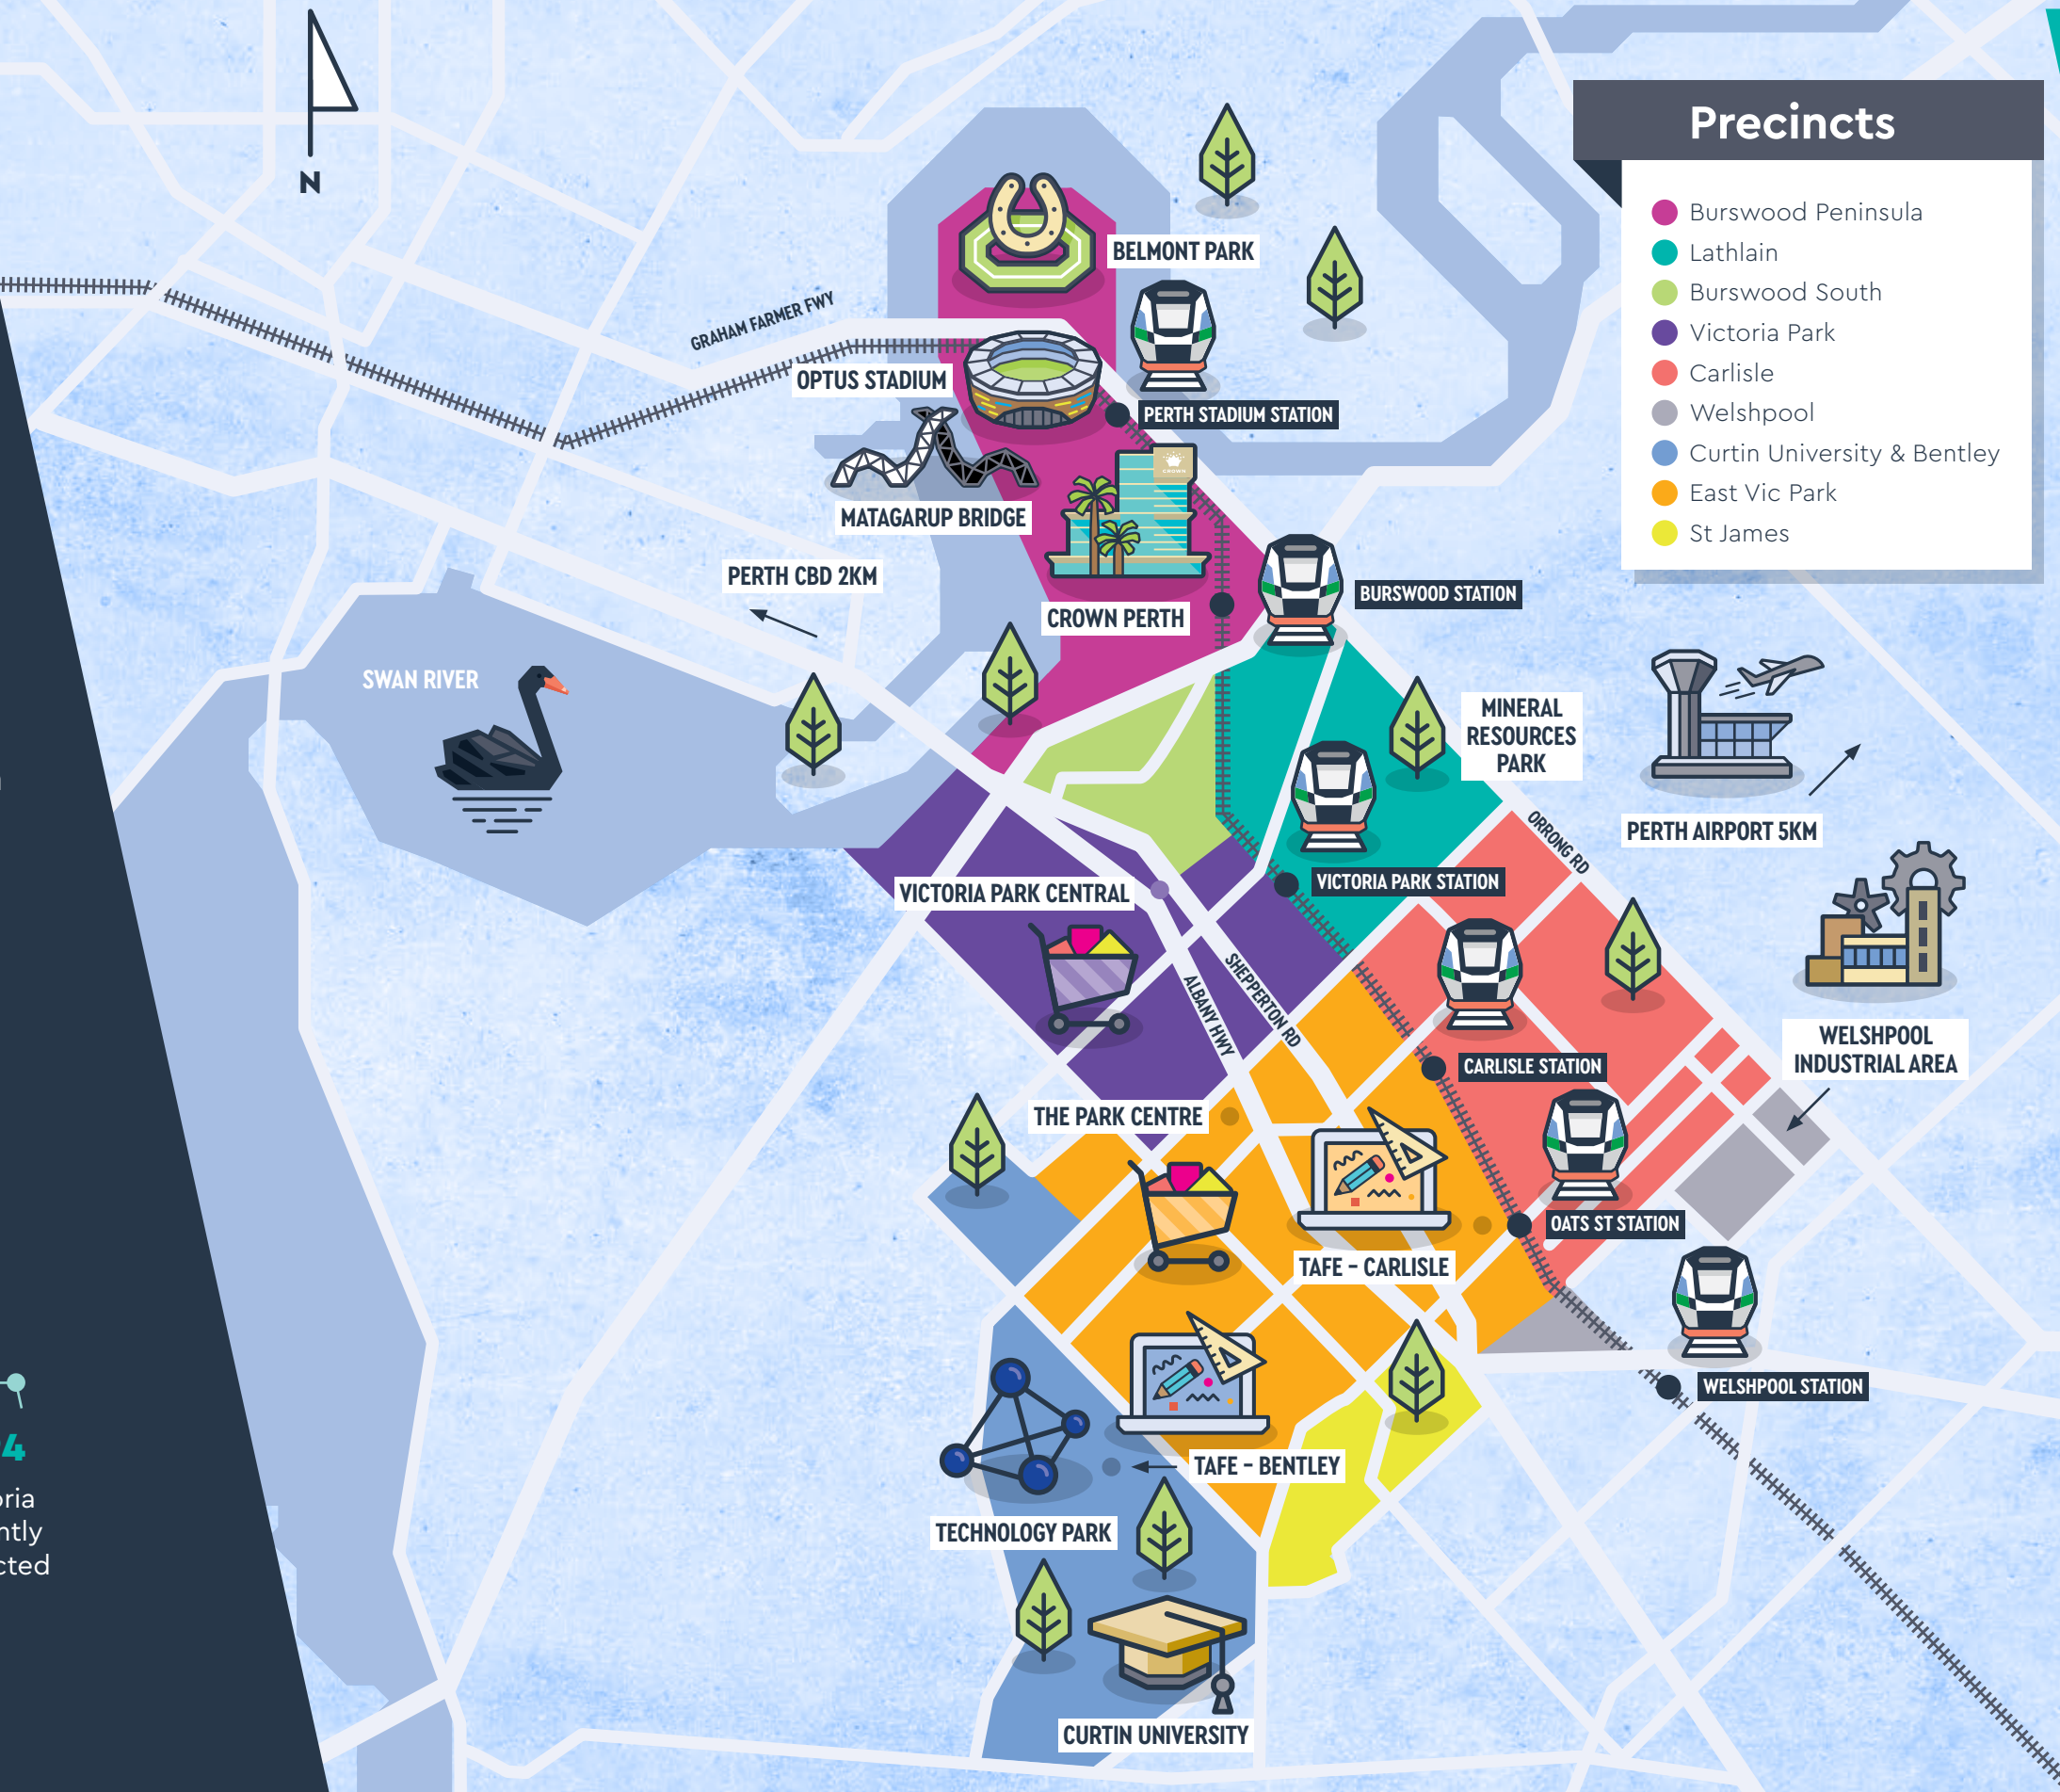 N
GRAHAM FARMER FWY
BELMONT PARK
OPTUS STADIUM
PERTH STADIUM STATION
CROWN
MATAGARUP BRIDGE
PERTH CBD 2KM
CROWN PERTH
BURSWOOD STATION
SWAN RIVER
MINERAL
RESOURCES
PARK
ORRONG RD
PERTH AIRPORT 5KM
VICTORIA PARK STATION
VICTORIA PARK CENTRAL
SHEPPERTON RD
ALBANY HWY
WELSHPOOL
INDUSTRIAL AREA
CARLISLE STATION
THE PARK CENTRE
OATS ST STATION
TAFE – CARLISLE
WELSHPOOL STATION
TAFE – BENTLEY
TECHNOLOGY PARK
CURTIN UNIVERSITY
Precincts
Burswood Peninsula
Lathlain
Burswood South
Victoria Park
Carlisle
Welshpool
Curtin University & Bentley
East Vic Park
St James
4
oria
ntly
cted